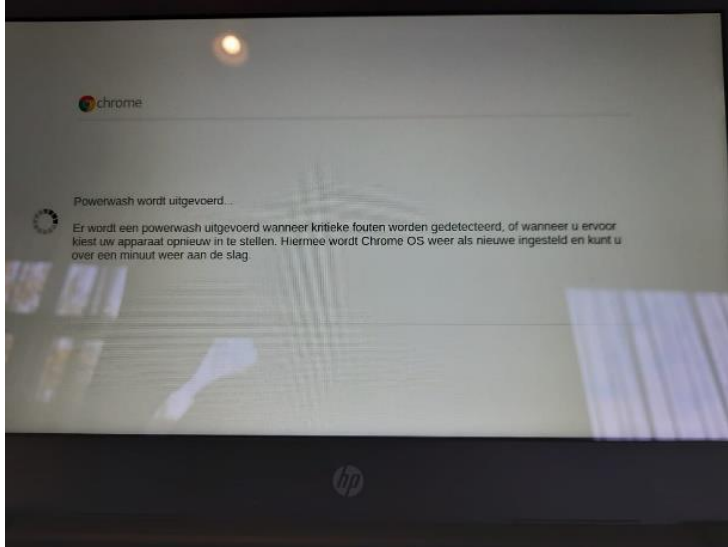 chrome
Powerwash wordt uitgevoerd...
Er wordt een powerwash uitgevoerd wanneer kritieke fouten worden gedetecteerd, of wanneer u ervoor
kiest uw apparaat opnieuw in te stellen. Hiermee wordt Chrome OS weer als nieuwe ingesteld en kunt u
over een minuut weer aan de slag.
hp